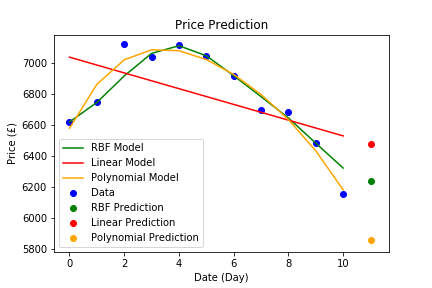 Price Prediction
Price (£)
7000
6800
6600
6400
6200
6000
5800
RBF Model
Linear Model
Polynomial Model
Data
RBF Prediction
Linear Prediction
Polynomial Prediction
0 2 4 6 8 10
Date (Day)